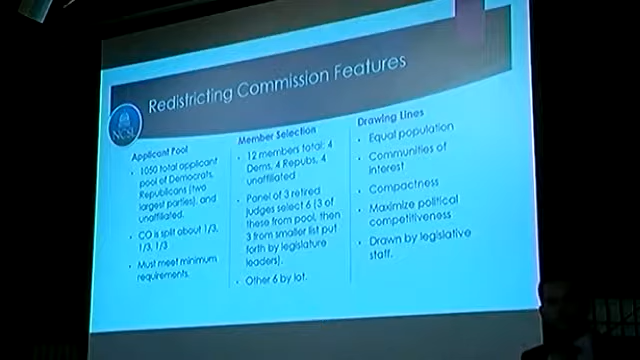 Redistricting Commission Features
NCSL
Applicant Pool
• 1050 total applicant
pool of Democrats,
Republicans (two
largest parties), and
unaffiliated.
• CO is split about 1/3,
1/3, 1/3
• Must meet minimum
requirements.
Member Selection
• 12 members total: 4
Dems, 4 Repubs, 4
unaffiliated
• Panel of 3 retired
judges select 6 (3 of
these from pool, then
3 from smaller list put
forth by legislature
leaders).
• Other 6 by lot.
Drawing Lines
• Equal population
• Communities of
interest
• Compactness
• Maximize political
competitiveness
• Drawn by legislative
staff.